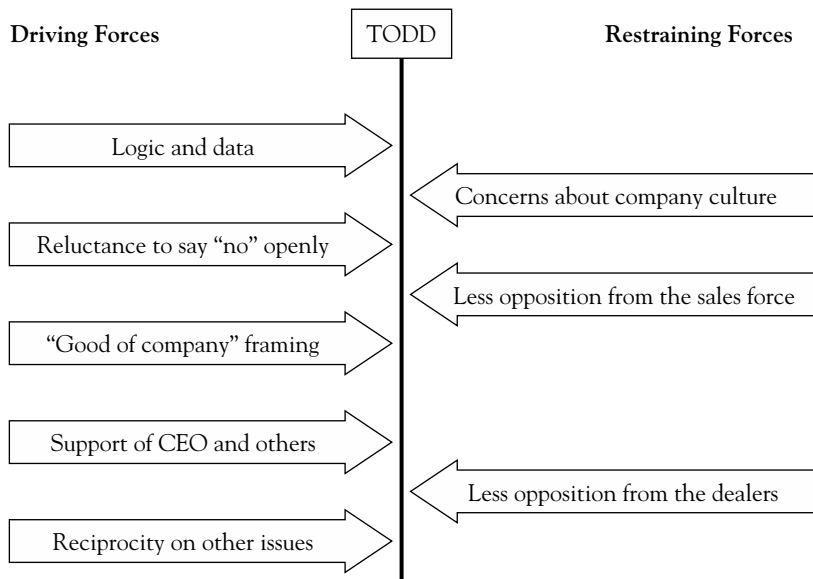 Driving Forces
TODD
Restraining Forces
Logic and data
Concerns about company culture
Reluctance to say “no” openly
Less opposition from the sales force
“Good of company” framing
Support of CEO and others
Less opposition from the dealers
Reciprocity on other issues